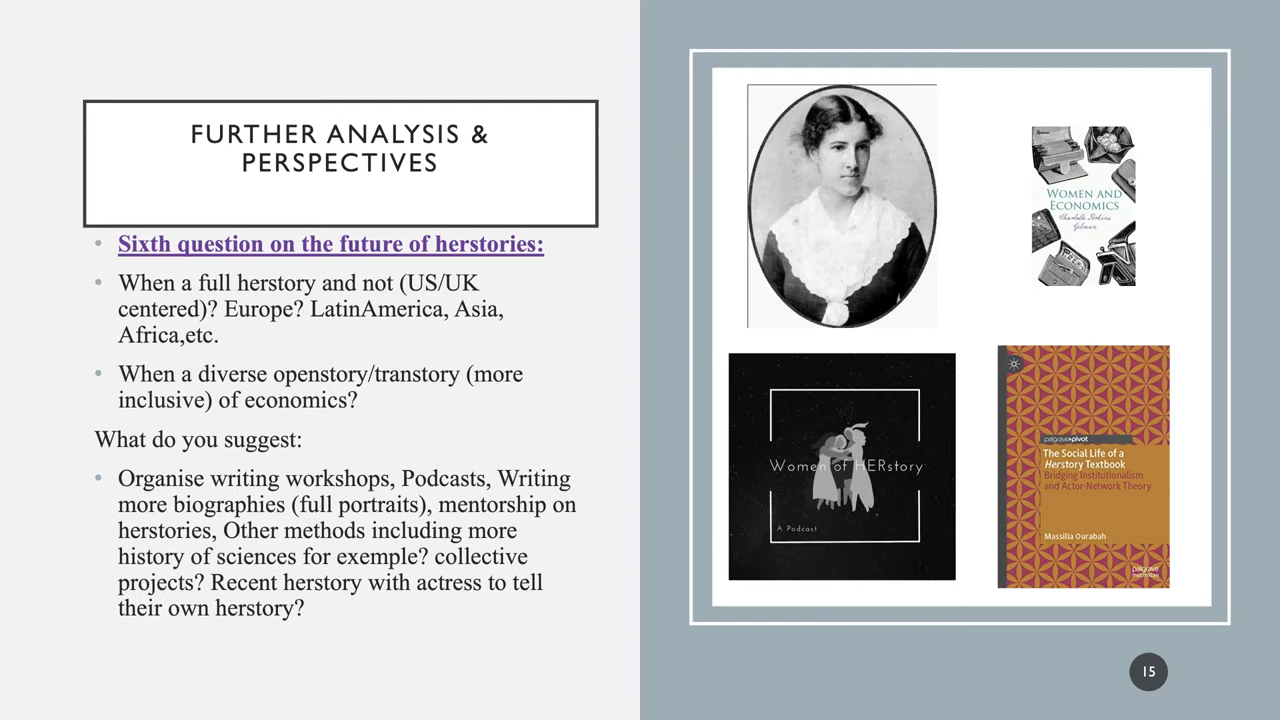 FURTHER ANALYSIS &
PERSPECTIVES
• Sixth question on the future of herstories:
• When a full herstory and not (US/UK
centered)? Europe? LatinAmerica, Asia,
Africa,etc.
• When a diverse openstory/transtory (more
inclusive) of economics?
What do you suggest:
• Organise writing workshops, Podcasts, Writing
more biographies (full portraits), mentorship on
herstories, Other methods including more
history of sciences for exemple? collective
projects? Recent herstory with actress to tell
their own herstory?
WOMEN AND
ECONOMICS
Charlotte Perkins
Gilman
Women of HERstory
A Podcast
palgrave pivot
The Social Life of a
Herstory Textbook
Bridging Institutionalism
and Actor-Network Theory
Massilia Ourabah
palgrave
macmillan
15